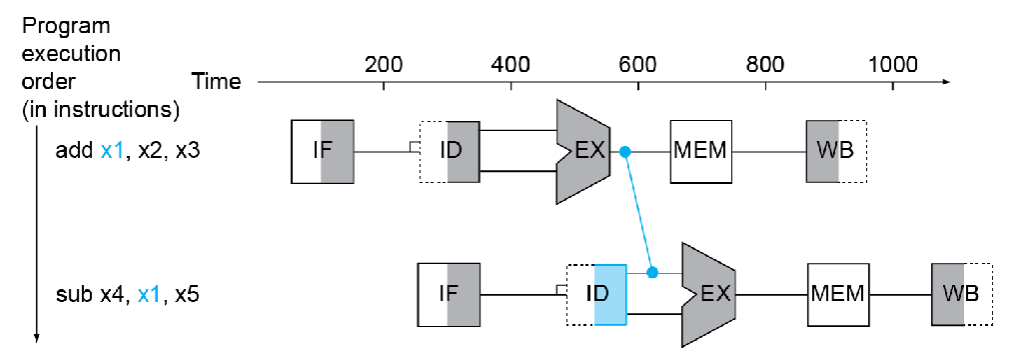 Program
execution
order
(in instructions)
Time
200 400 600 800 1000
add x1, x2, x3
IF ID EX MEM WB
sub x4, x1, x5
IF ID EX MEM WB